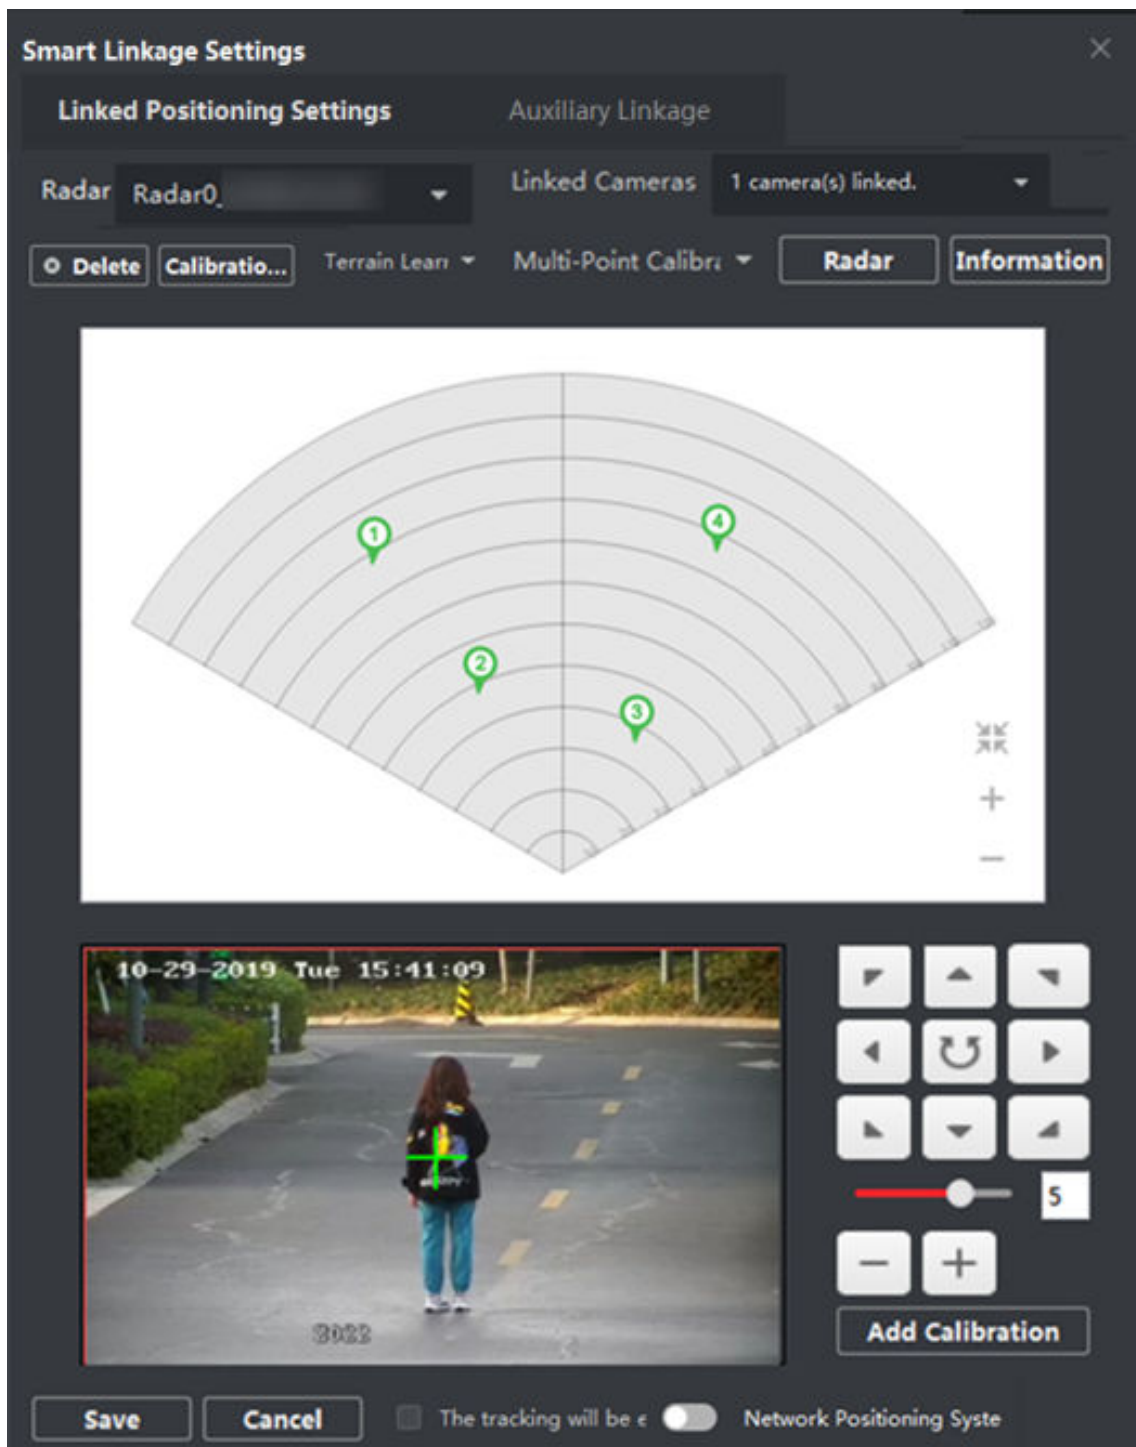 Smart Linkage Settings
Linked Positioning Settings
Auxiliary Linkage
Radar
Radar0_
Linked Cameras
1 camera(s) linked.
Delete
Calibratio...
Terrain Lear
Multi-Point Calibra
Radar
Information
1
4
2
3
10-29-2019 Tue 15:41:09
5
2022
Add Calibration
Save
Cancel
The tracking will be e
Network Positioning Syste